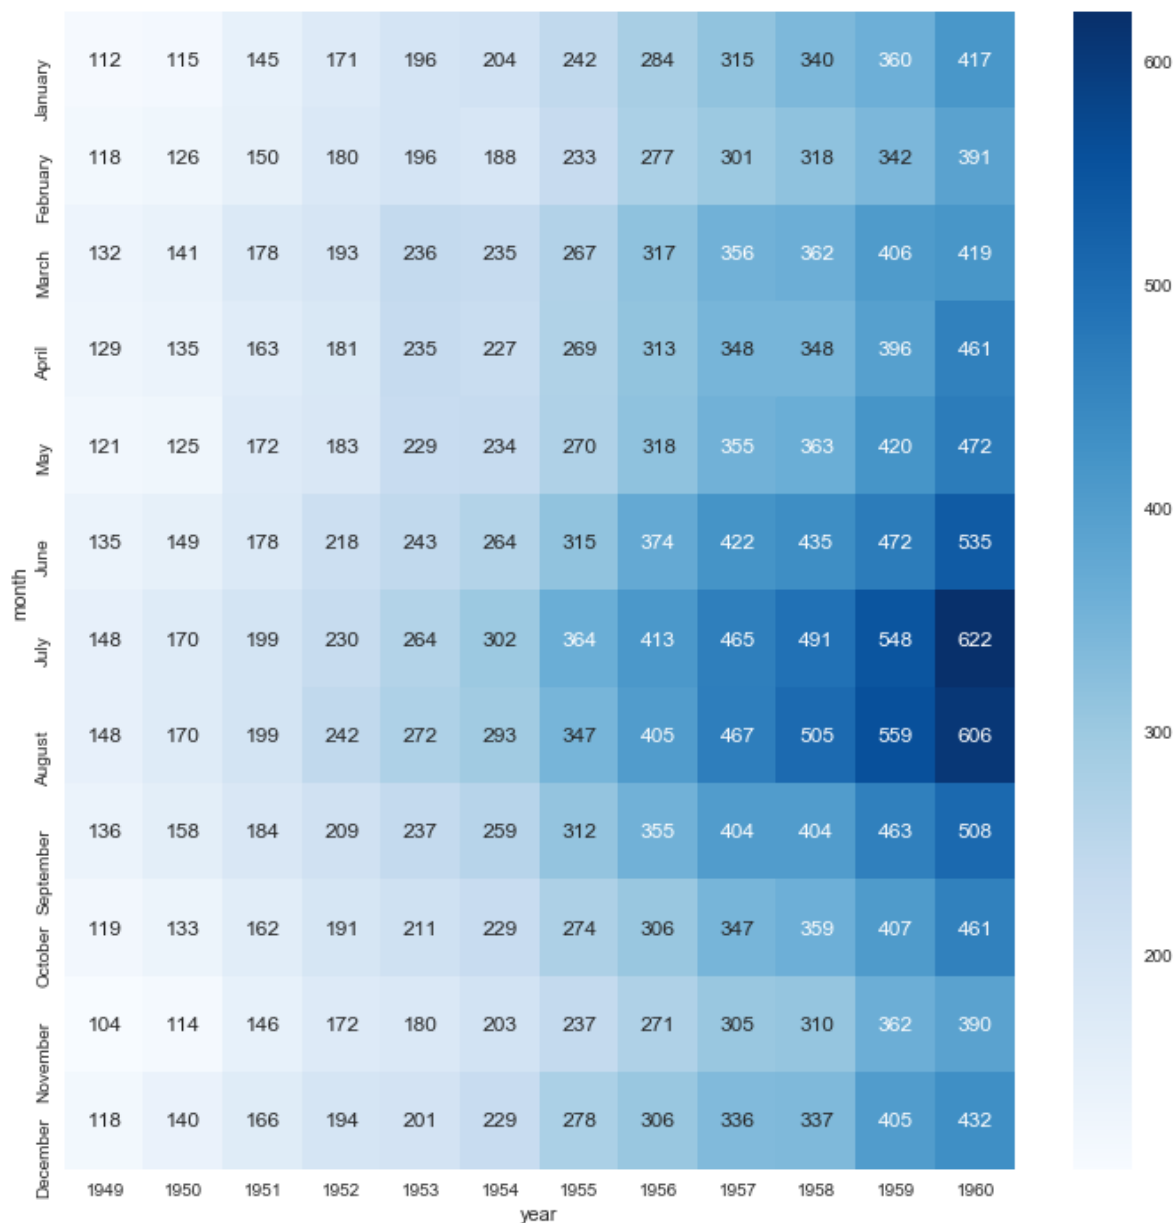 January 112 115 145 171 196 204 242 284 315 340 360 417
600
February 118 126 150 180 196 188 233 277 301 318 342 391
March 132 141 178 193 236 235 267 317 356 362 406 419
500
April 129 135 163 181 235 227 269 313 348 348 396 461
May 121 125 172 183 229 234 270 318 355 363 420 472
400
June 135 149 178 218 243 264 315 374 422 435 472 535
month
July 148 170 199 230 264 302 364 413 465 491 548 622
August 148 170 199 242 272 293 347 405 467 505 559 606
300
September 136 158 184 209 237 259 312 355 404 404 463 508
October 119 133 162 191 211 229 274 306 347 359 407 461
200
November 104 114 146 172 180 203 237 271 305 310 362 390
December 118 140 166 194 201 229 278 306 336 337 405 432
1949 1950 1951 1952 1953 1954 1955 1956 1957 1958 1959 1960
year